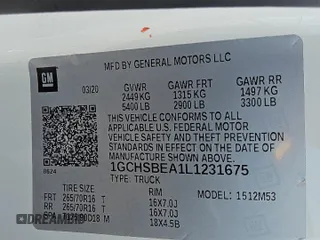 MFD BY GENERAL MOTORS LLC
GM
03/20 GVWR GAWR FRT GAWR RR
2449 KG 1315 KG 1497 KG
5400 LB 2900 LB 3300 LB
THIS VEHICLE CONFORMS TO ALL
APPLICABLE U.S. FEDERAL MOTOR
VEHICLE SAFETY AND THEFT PREVENTION
STANDARDS IN EFFECT ON THE DATE OF
MANUFACTURE SHOWN ABOVE.
1GCHSBEA1L1231675
0524 TYPE: TRUCK MODEL: 1512M53
TIRE SIZE RIM
FRT 265/70R16 T 16X7.0J
RR 265/70R16 T 16X7.0J
18 M 18X4.5B
DREAMBID